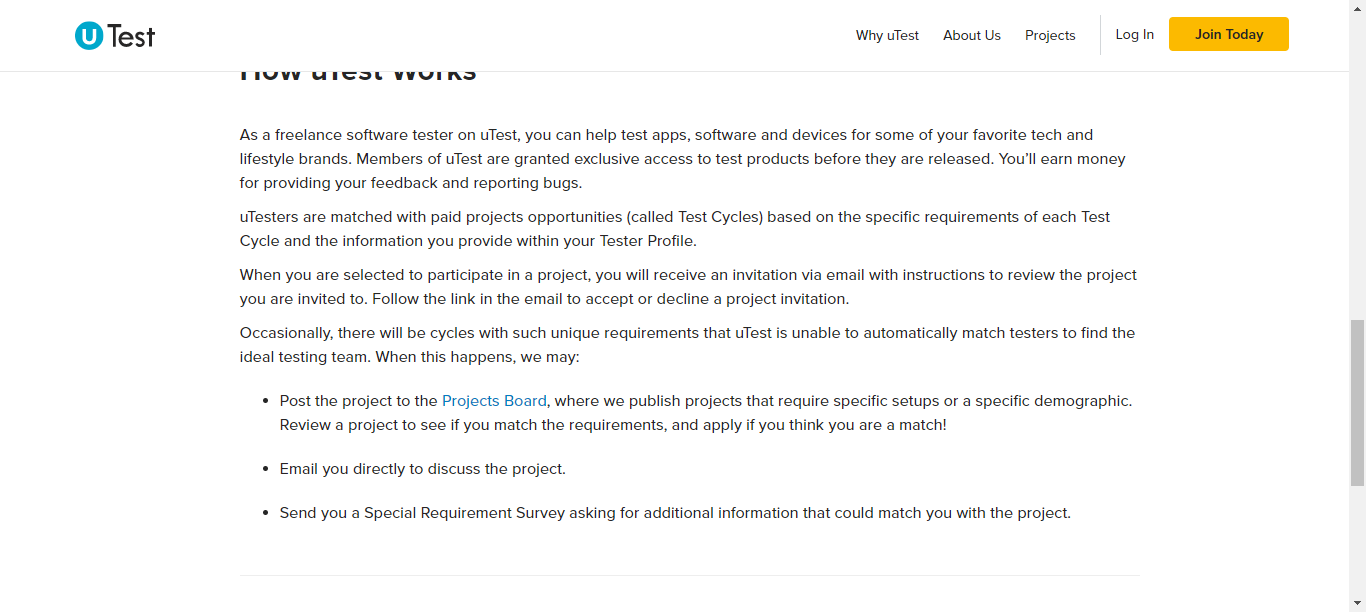 uTest
Why uTest
About Us
Projects
Log In
Join Today
How uTest Works
As a freelance software tester on uTest, you can help test apps, software and devices for some of your favorite tech and
lifestyle brands. Members of uTest are granted exclusive access to test products before they are released. You’ll earn money
for providing your feedback and reporting bugs.
uTesters are matched with paid projects opportunities (called Test Cycles) based on the specific requirements of each Test
Cycle and the information you provide within your Tester Profile.
When you are selected to participate in a project, you will receive an invitation via email with instructions to review the project
you are invited to. Follow the link in the email to accept or decline a project invitation.
Occasionally, there will be cycles with such unique requirements that uTest is unable to automatically match testers to find the
ideal testing team. When this happens, we may:
• Post the project to the Projects Board, where we publish projects that require specific setups or a specific demographic.
Review a project to see if you match the requirements, and apply if you think you are a match!
• Email you directly to discuss the project.
• Send you a Special Requirement Survey asking for additional information that could match you with the project.